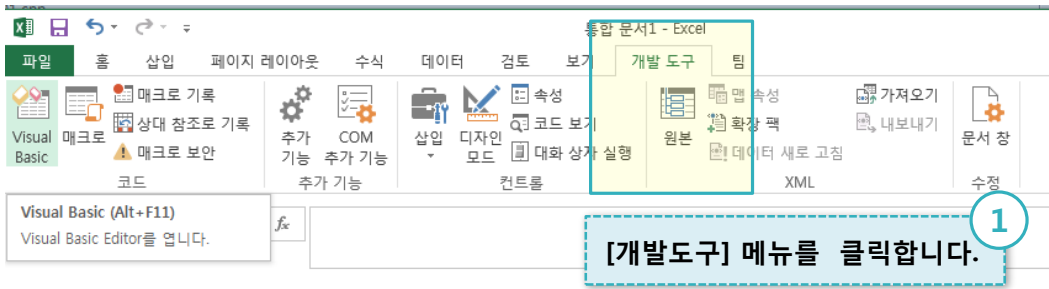 통합 문서1 - Excel
파일 홈 삽입 페이지 레이아웃 수식 데이터 검토 보기 개발 도구 팀
Visual Basic
매크로
매크로 기록
상대 참조로 기록
매크로 보안
코드
추가 기능
COM 추가 기능
추가 기능
삽입
디자인 모드
속성
코드 보기
대화 상자 실행
컨트롤
원본
맵 속성
확장 팩
데이터 새로 고침
가져오기
내보내기
XML
문서 창
수정
Visual Basic (Alt+F11)
Visual Basic Editor를 엽니다.
fx
1
[개발도구] 메뉴를 클릭합니다.